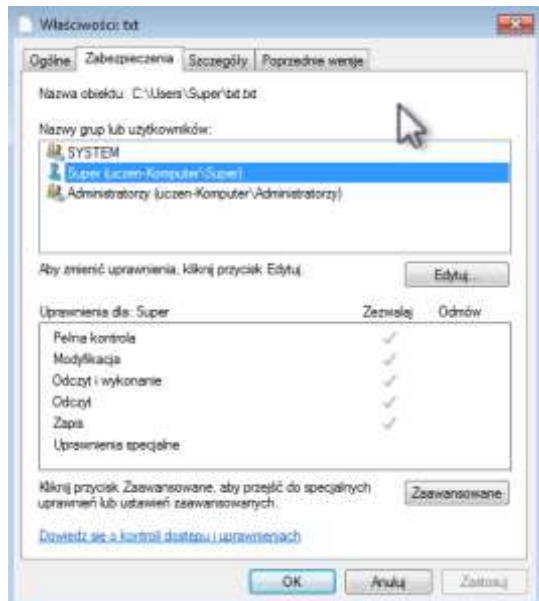 Właściwości: txt
Ogólne Zabezpieczenia Szczegóły Poprzednie wersje
Nazwa obiektu: C:\Users\Super\txt.txt
Nazwy grup lub użytkowników:
SYSTEM
Super (uczen-Komputer\Super)
Administratorzy (uczen-Komputer\Administratorzy)
Aby zmienić uprawnienia, kliknij przycisk Edytuj.
Edytuj...
Uprawnienia dla: Super Zezwalaj Odmów
Pełna kontrola
Modyfikacja
Odczyt i wykonanie
Odczyt
Zapis
Uprawnienia specjalne
Kliknij przycisk Zaawansowane, aby przejść do specjalnych
uprawnień lub ustawień zaawansowanych.
Zaawansowane
Dowiedz się o kontroli dostępu i uprawnieniach
OK Anuluj Zastosuj